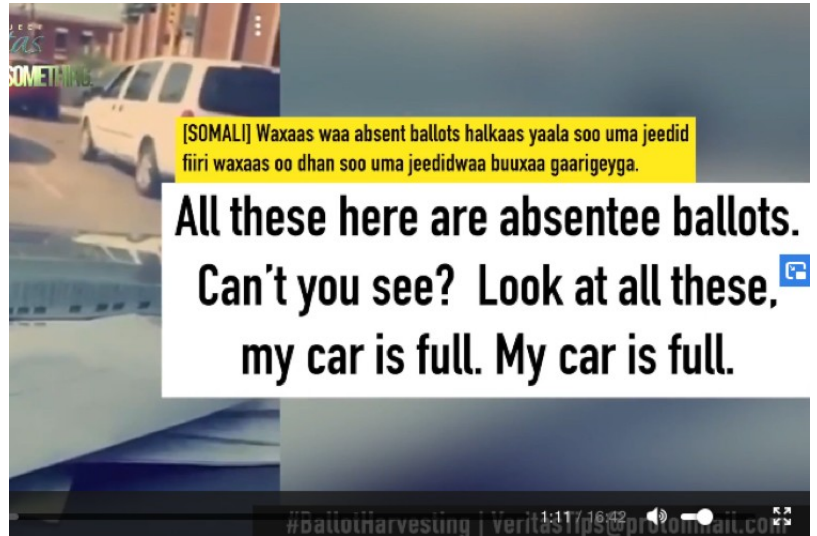 SOMETHING
[SOMALI] Waxaas waa absent ballots halkaas yaala soo uma jeedid
fiiri waxaas oo dhan soo uma jeedidwaa buuxaa gaarigeyga.
All these here are absentee ballots.
Can't you see? Look at all these,
my car is full. My car is full.
1:11 / 16:42
#BallotHarvesting | VeritasTips@protonmail.com